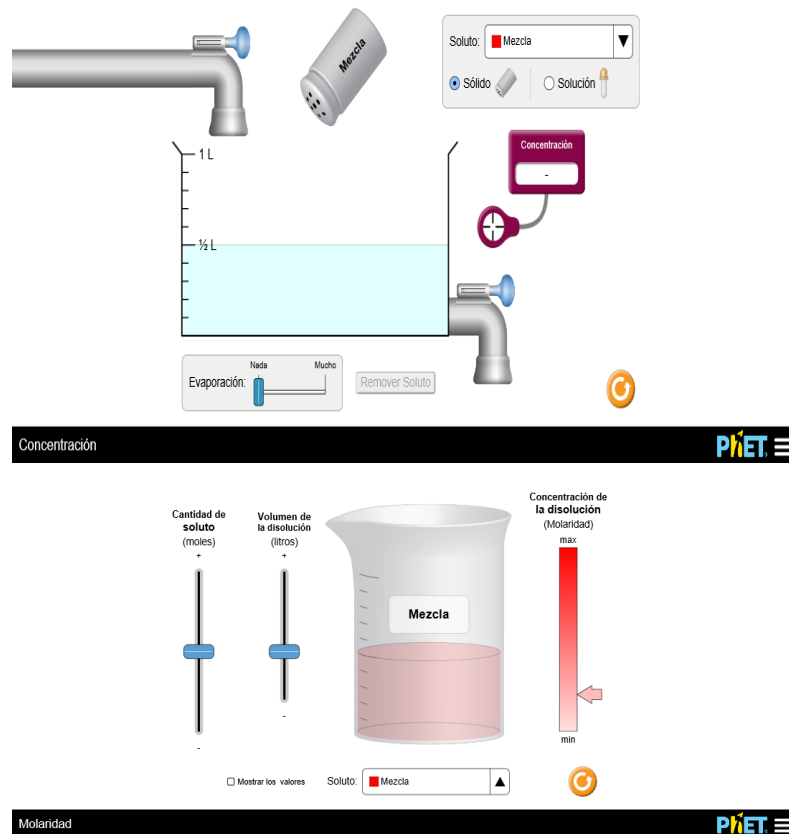 Mezcla
Soluto: Mezcla
Sólido Solución
Concentración
-
1 L
½ L
Evaporación: Nada Mucho
Remover Soluto
Concentración
PhET
Cantidad de
soluto
(moles)
+
-
Volumen de
la disolución
(litros)
+
-
Mezcla
Concentración de
la disolución
(Molaridad)
max
min
Mostrar los valores
Soluto: Mezcla
Molaridad
PhET